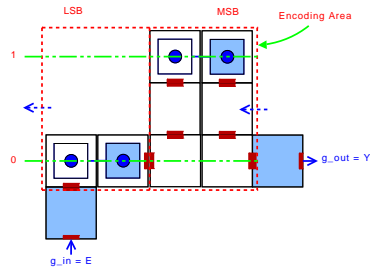 LSB
MSB
Encoding Area
1
0
g_out = Y
g_in = E